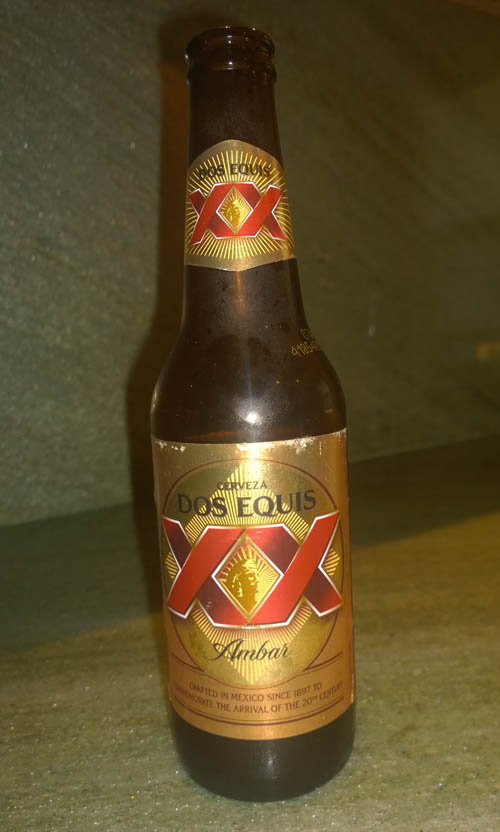 DOS EQUIS
XX
CERVEZA
DOS EQUIS
XX
Ámbar
CRAFTED IN MEXICO SINCE 1897 TO
COMMEMORATE THE ARRIVAL OF THE 20TH CENTURY